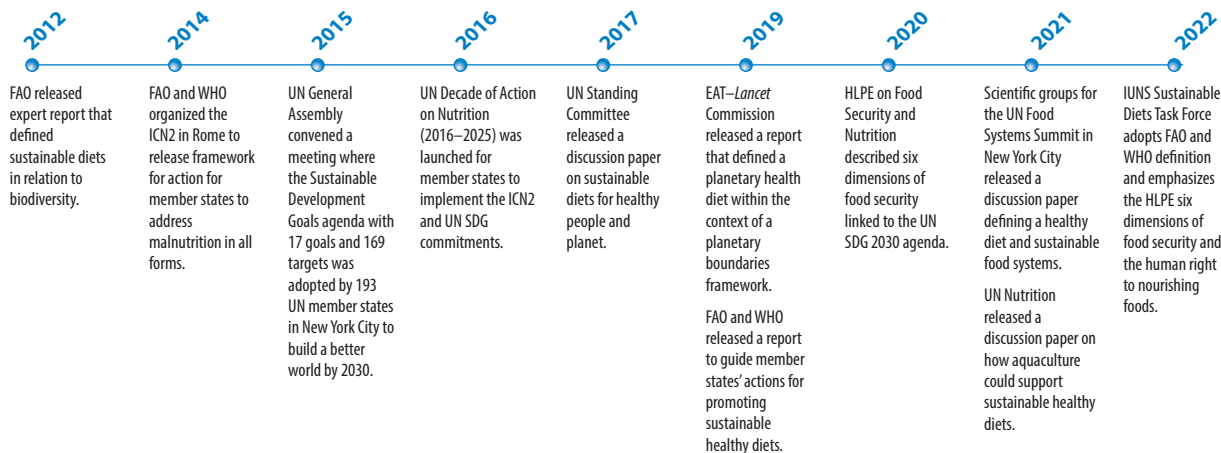 2012
FAO released
expert report that
defined
sustainable diets
in relation to
biodiversity.
2014
FAO and WHO
organized the
ICN2 in Rome to
release framework
for action for
member states to
address
malnutrition in all
forms.
2015
UN General
Assembly
convened a
meeting where
the Sustainable
Development
Goals agenda with
17 goals and 169
targets was
adopted by 193
UN member states
in New York City to
build a better
world by 2030.
2016
UN Decade of Action
on Nutrition
(2016–2025) was
launched for
member states to
implement the ICN2
and UN SDG
commitments.
2017
UN Standing
Committee
released a
discussion paper
on sustainable
diets for healthy
people and
planet.
2019
EAT–Lancet
Commission
released a report
that defined a
planetary health
diet within the
context of a
planetary
boundaries
framework.
FAO and WHO
released a report
to guide member
states' actions for
promoting
sustainable
healthy diets.
2020
HLPE on Food
Security and
Nutrition
described six
dimensions of
food security
linked to the UN
SDG 2030 agenda.
2021
Scientific groups for
the UN Food
Systems Summit in
New York City
released a
discussion paper
defining a healthy
diet and sustainable
food systems.
UN Nutrition
released a
discussion paper on
how aquaculture
could support
sustainable healthy
diets.
2022
IUNS Sustainable
Diets Task Force
adopts FAO and
WHO definition
and emphasizes
the HLPE six
dimensions of
food security and
the human right
to nourishing
foods.